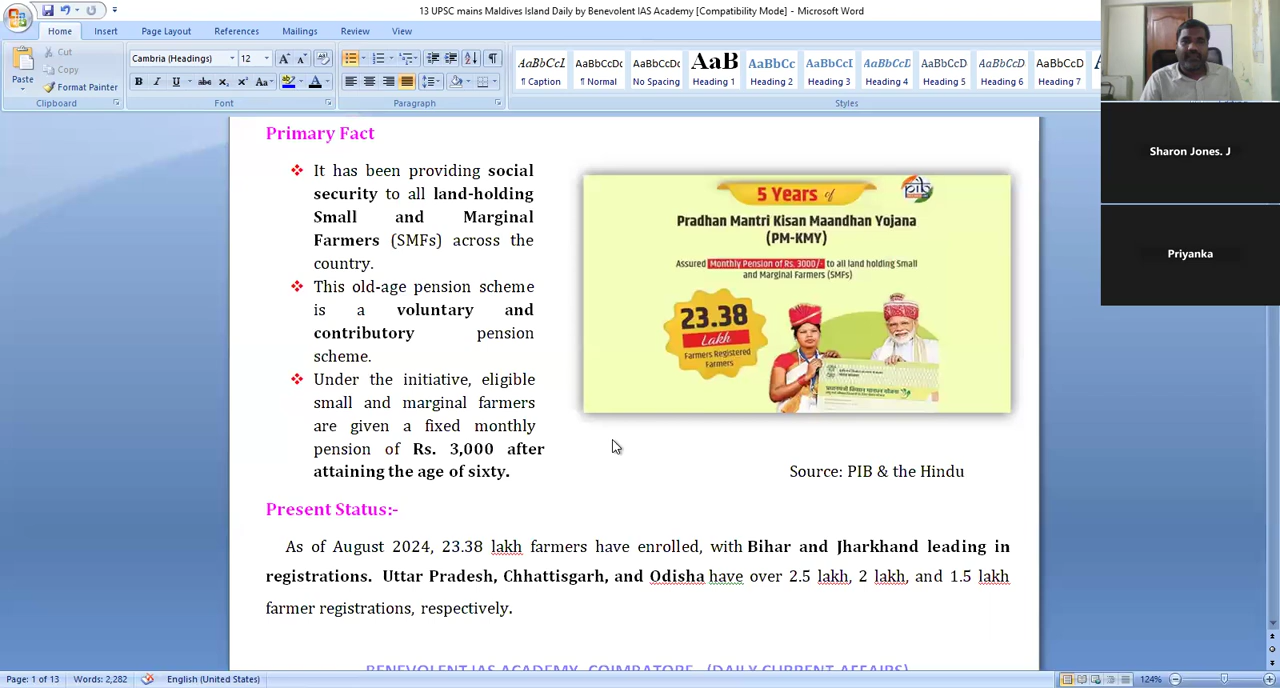 13 UPSC mains Maldives Island Daily by Benevolent IAS Academy [Compatibility Mode] - Microsoft Word
Home Insert Page Layout References Mailings Review View
Paste
Cut
Copy
Format Painter
Clipboard
Cambria (Headings) 12
B I U abc x, x' Aa
Font
Paragraph
AaBbCcI AaBbCcDc AaBbCcDc AaB AaBbCc AaBbCcI AaBbCcI AaBbCcD AaBbCcD AaBbCcD
¶ Caption ¶ Normal No Spacing Heading 1 Heading 2 Heading 3 Heading 4 Heading 5 Heading 6 Heading 7
Styles
Sharon Jones. J
Priyanka
Primary Fact
It has been providing social
security to all land-holding
Small and Marginal
Farmers (SMFs) across the
country.
This old-age pension scheme
is a voluntary and
contributory pension
scheme.
Under the initiative, eligible
small and marginal farmers
are given a fixed monthly
pension of Rs. 3,000 after
attaining the age of sixty.
5 Years of
pib
Pradhan Mantri Kisan Maandhan Yojana
(PM-KMY)
Assured Monthly Pension of Rs. 3000/- to all land holding Small
and Marginal Farmers (SMFs)
23.38
Lakh
Farmers Registered
Farmers
Source: PIB & the Hindu
Present Status:-
As of August 2024, 23.38 lakh farmers have enrolled, with Bihar and Jharkhand leading in
registrations. Uttar Pradesh, Chhattisgarh, and Odisha have over 2.5 lakh, 2 lakh, and 1.5 lakh
farmer registrations, respectively.
BENEVOLENT IAS ACADEMY, COIMBATORE. (DAILY CURRENT AFFAIRS)
Page: 1 of 13 Words: 2,282 English (United States) 124%